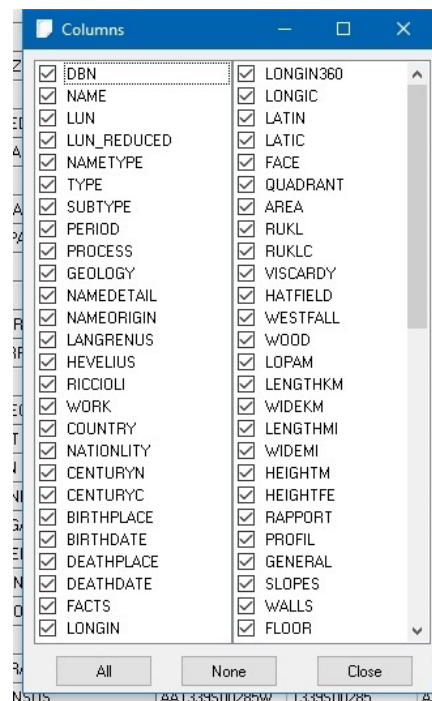 Columns
DBN
NAME
LUN
LUN_REDUCED
NAMETYPE
TYPE
SUBTYPE
PERIOD
PROCESS
GEOLOGY
NAMEDETAIL
NAMEORIGIN
LANGRENUS
HEVELIUS
RICCIOLI
WORK
COUNTRY
NATIONLITY
CENTURYN
CENTURYC
BIRTHPLACE
BIRTHDATE
DEATHPLACE
DEATHDATE
FACTS
LONGIN
LONGIN360
LONGIC
LATIN
LATIC
FACE
QUADRANT
AREA
RUKL
RUKLC
VISCARDY
HATFIELD
WESTFALL
WOOD
LOPAM
LENGTHKM
WIDEKM
LENGTHMI
WIDEMI
HEIGHTM
HEIGHTFE
RAPPORT
PROFIL
GENERAL
SLOPES
WALLS
FLOOR
All None Close